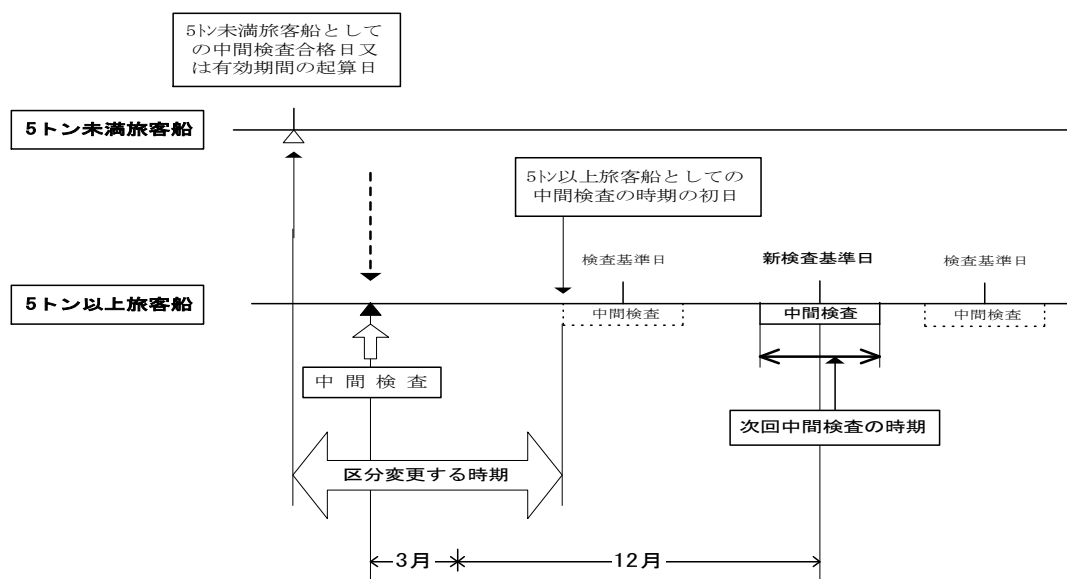 5㌧未満旅客船として
の中間検査合格日又
は有効期間の起算日
5トン未満旅客船
5㌧以上旅客船としての
中間検査の時期の初日
検査基準日
新検査基準日
検査基準日
5トン以上旅客船
中間検査
中間検査
中間検査
中間検査
次回中間検査の時期
区分変更する時期
3月
12月